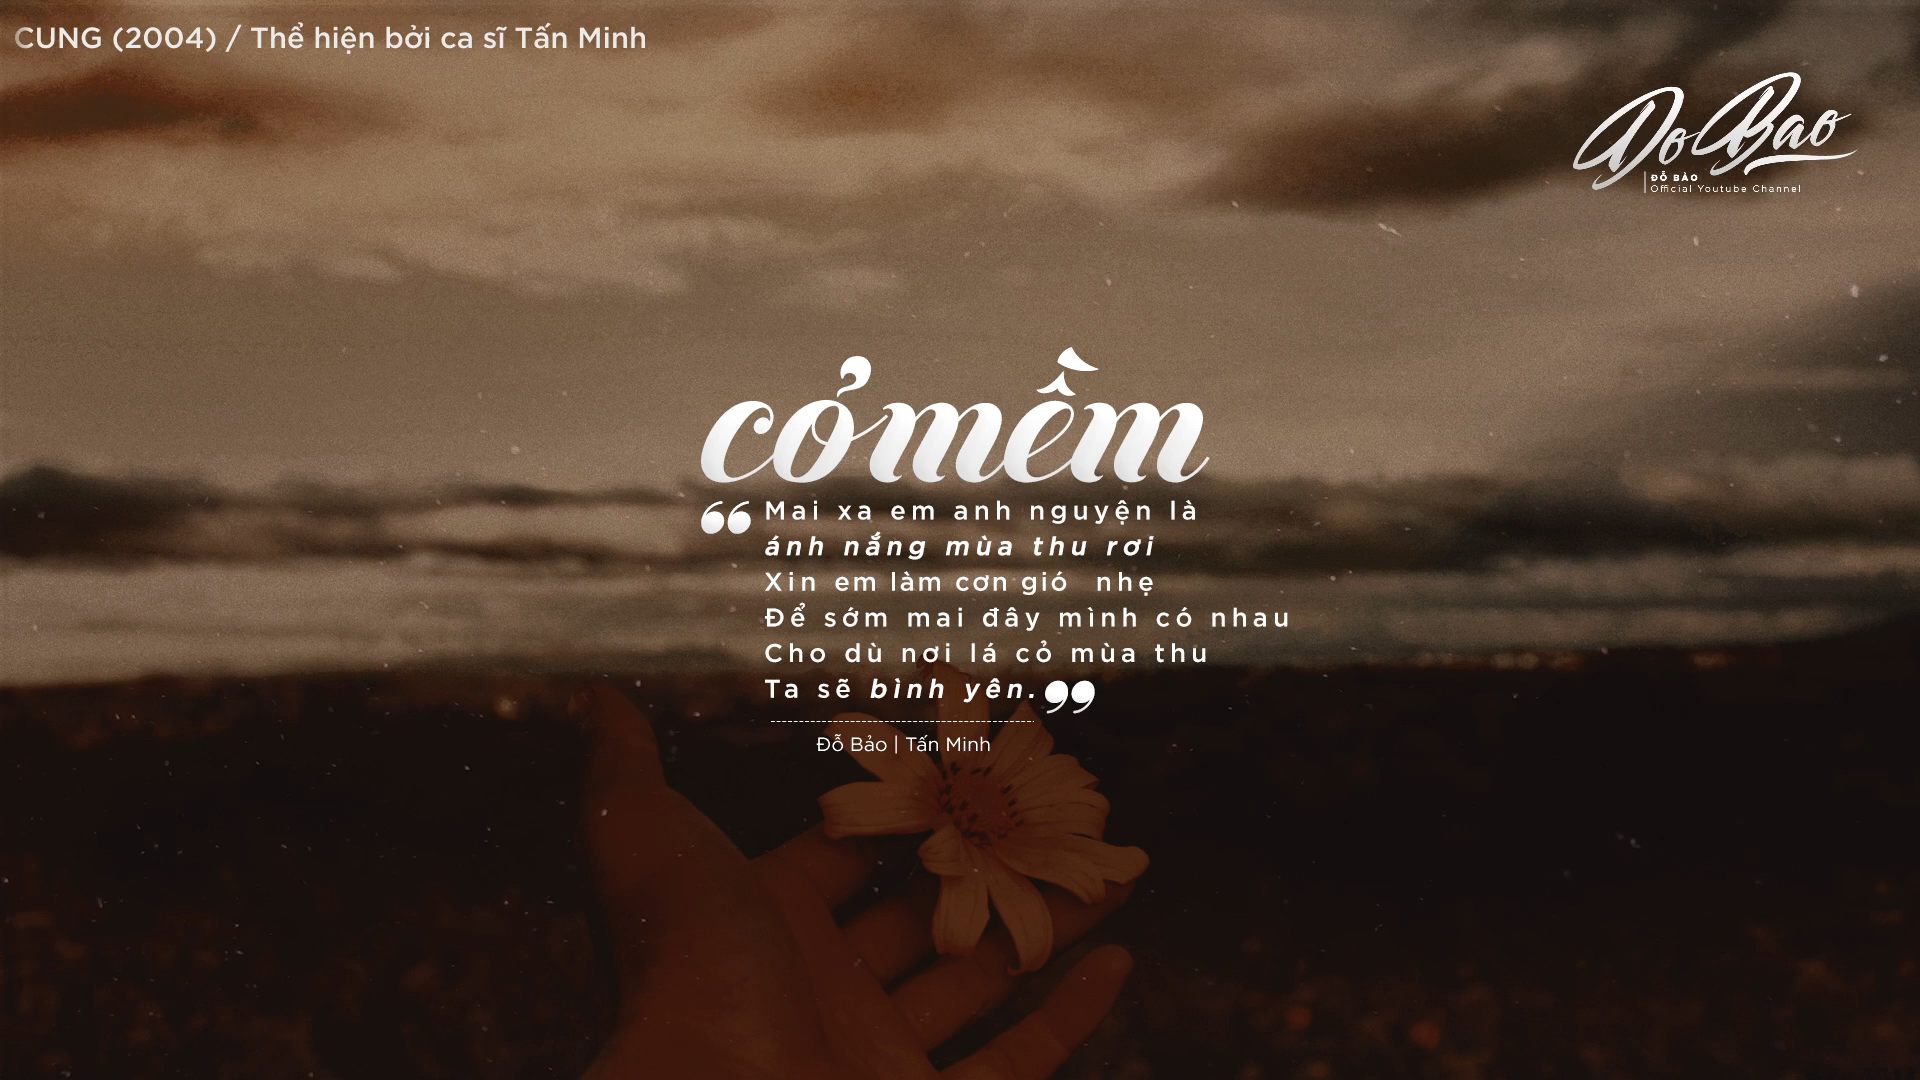 CUNG (2004) / Thể hiện bởi ca sĩ Tấn Minh
Do Bao
ĐỖ BẢO
Official Youtube Channel
cỏ mềm
“ Mai xa em anh nguyện là
ánh nắng mùa thu rơi
Xin em làm cơn gió nhẹ
Để sớm mai đây mình có nhau
Cho dù nơi lá cỏ mùa thu
Ta sẽ bình yên. ”
Đỗ Bảo | Tấn Minh